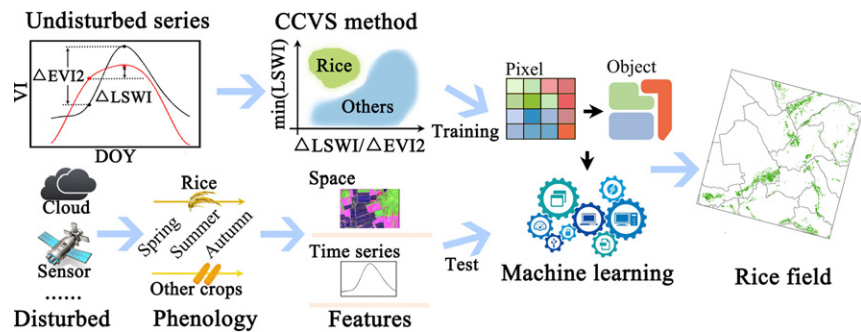 Undisturbed series
CCVS method
VI
△EVI2
△LSWI
DOY
min(LSWI)
Rice
Others
△LSWI/△EVI2
Training
Pixel
Object
Cloud
Sensor
......
Disturbed
Rice
Spring
Summer
Autumn
Other crops
Phenology
Space
Time series
Features
Test
Machine learning
Rice field